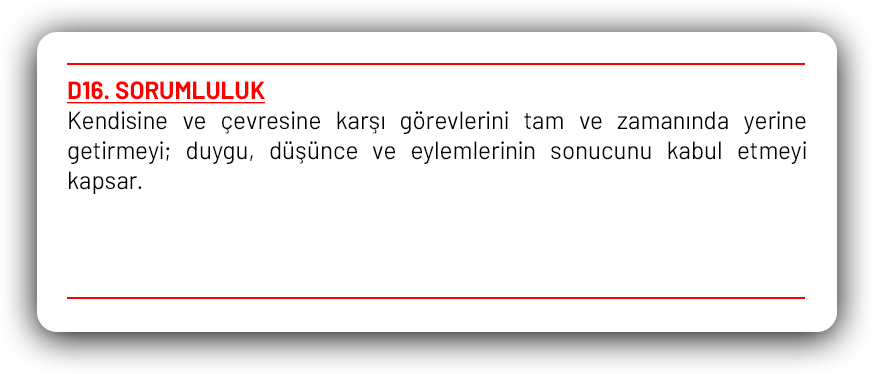 D16. SORUMLULUK
Kendisine ve çevresine karşı görevlerini tam ve zamanında yerine
getirmeyi; duygu, düşünce ve eylemlerinin sonucunu kabul etmeyi
kapsar.